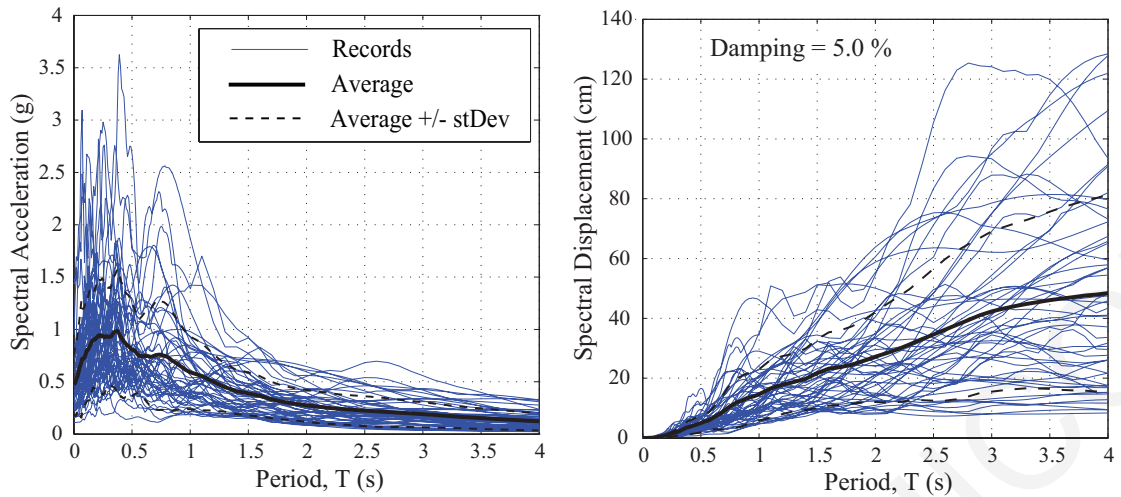 4
3.5
3
2.5
2
1.5
1
0.5
0
Spectral Acceleration (g)
Records
Average
Average +/- stDev
0 0.5 1 1.5 2 2.5 3 3.5 4
Period, T (s)
140
120
100
80
60
40
20
0
Spectral Displacement (cm)
Damping = 5.0 %
0 0.5 1 1.5 2 2.5 3 3.5 4
Period, T (s)